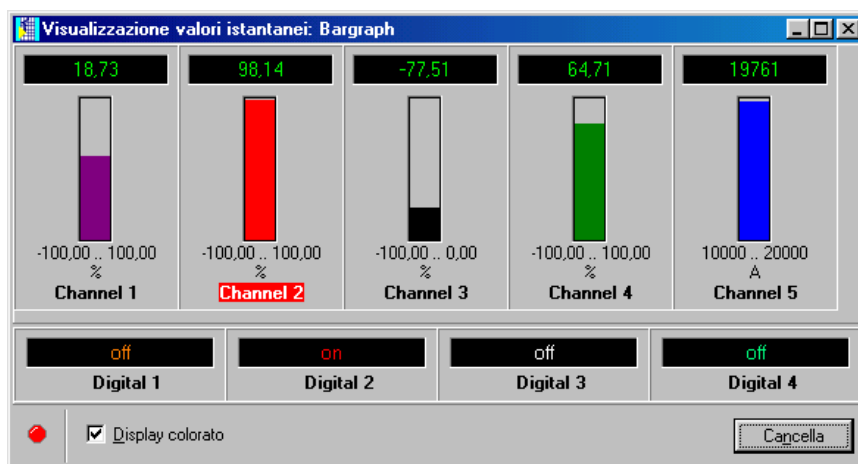 Visualizzazione valori istantanei: Bargraph
18,73 98,14 -77,51 64,71 19761
-100,00 .. 100,00 -100,00 .. 100,00 -100,00 .. 0,00 -100,00 .. 100,00 10000 .. 20000
% % % % A
Channel 1 Channel 2 Channel 3 Channel 4 Channel 5
off on off off
Digital 1 Digital 2 Digital 3 Digital 4
Display colorato Cancella